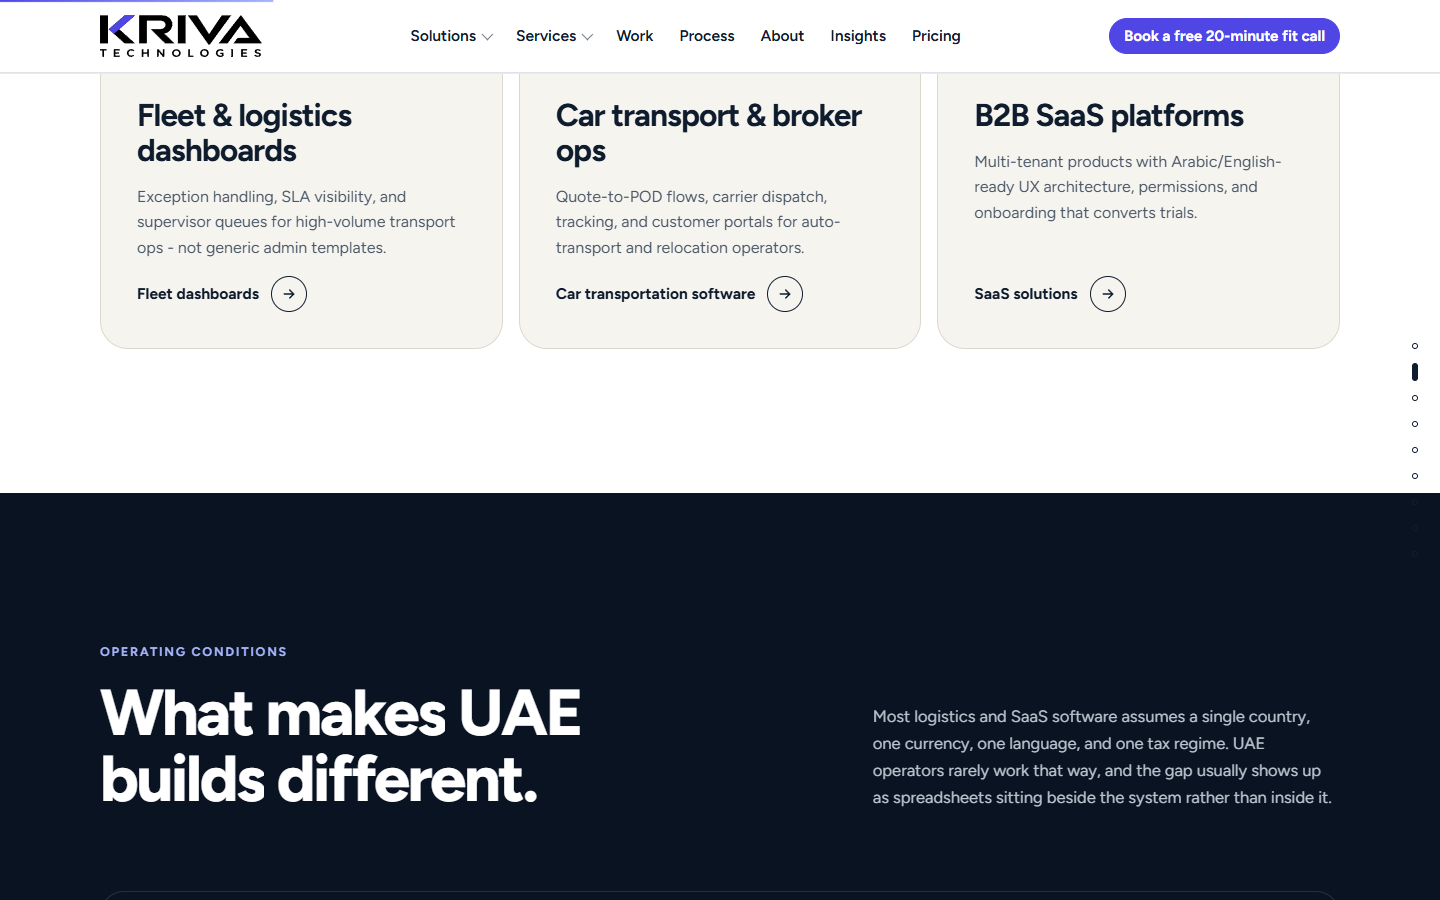 KRIVA
TECHNOLOGIES
Solutions
Services
Work
Process
About
Insights
Pricing
Book a free 20-minute fit call
Fleet & logistics
dashboards
Exception handling, SLA visibility, and
supervisor queues for high-volume transport
ops - not generic admin templates.
Fleet dashboards
Car transport & broker
ops
Quote-to-POD flows, carrier dispatch,
tracking, and customer portals for auto-
transport and relocation operators.
Car transportation software
B2B SaaS platforms
Multi-tenant products with Arabic/English-
ready UX architecture, permissions, and
onboarding that converts trials.
SaaS solutions
OPERATING CONDITIONS
What makes UAE
builds different.
Most logistics and SaaS software assumes a single country,
one currency, one language, and one tax regime. UAE
operators rarely work that way, and the gap usually shows up
as spreadsheets sitting beside the system rather than inside it.